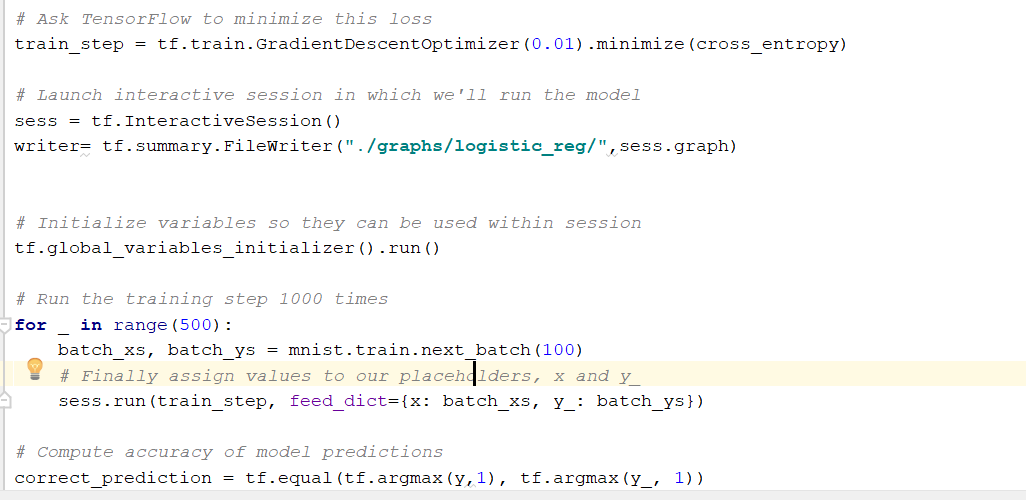 # Ask TensorFlow to minimize this loss
train_step = tf.train.GradientDescentOptimizer(0.01).minimize(cross_entropy)
# Launch interactive session in which we'll run the model
sess = tf.InteractiveSession()
writer= tf.summary.FileWriter("./graphs/logistic_reg/",sess.graph)
# Initialize variables so they can be used within session
tf.global_variables_initializer().run()
# Run the training step 1000 times
for _ in range(500):
    batch_xs, batch_ys = mnist.train.next_batch(100)
    # Finally assign values to our placeholders, x and y_
    sess.run(train_step, feed_dict={x: batch_xs, y_: batch_ys})
# Compute accuracy of model predictions
correct_prediction = tf.equal(tf.argmax(y,1), tf.argmax(y_, 1))